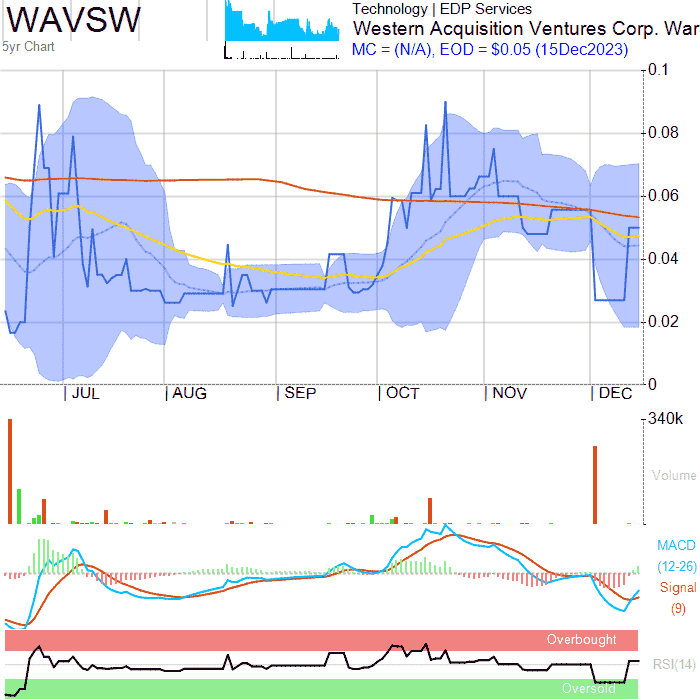 WAVSW
Technology | EDP Services
Western Acquisition Ventures Corp. War
5yr Chart
MC = (N/A), EOD = $0.05 (15Dec2023)
0.1
0.08
0.06
0.04
0.02
0
JUL AUG SEP OCT NOV DEC
340k
Volume
MACD
(12-26)
Signal
(9)
Overbought
RSI(14)
Oversold